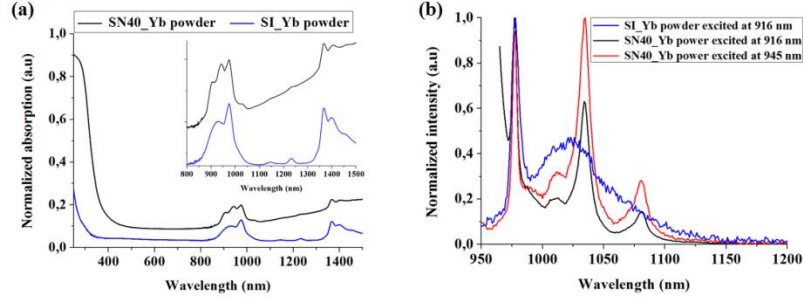 (a)
SN40_Yb powder
SI_Yb powder
Normalized absorption (a.u)
1,0
0,8
0,6
0,4
0,2
0,0
400 600 800 1000 1200 1400
Wavelength (nm)
800 900 1000 1100 1200 1300 1400 1500
Wavelength (nm)
(b)
SI_Yb powder excited at 916 nm
SN40_Yb power excited at 916 nm
SN40_Yb power excited at 945 nm
Normalized intensity (a.u)
1,0
0,8
0,6
0,4
0,2
0,0
950 1000 1050 1100 1150 1200
Wavelength (nm)